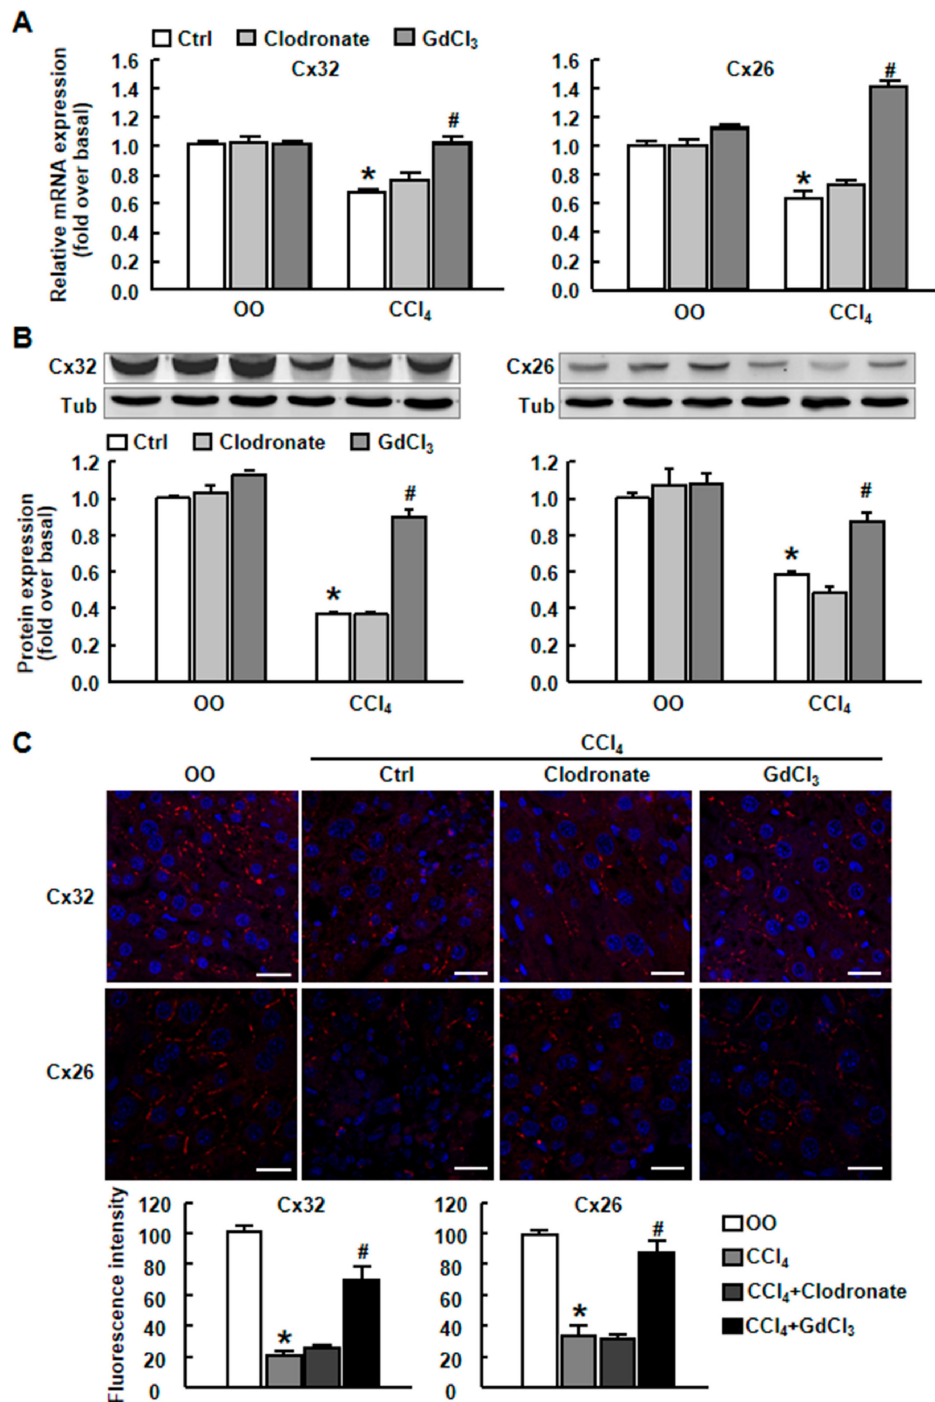 A
Ctrl Clodronate GdCl₃
Cx32
Relative mRNA expression
(fold over basal)
1.6
1.4
1.2
1.0
0.8
0.6
0.4
0.2
0.0
*
#
OO CCl₄
Cx26
1.6
1.4
1.2
1.0
0.8
0.6
0.4
0.2
0.0
*
#
OO CCl₄
B
Cx32
Tub
Cx26
Tub
Ctrl Clodronate GdCl₃
Protein expression
(fold over basal)
1.2
1.0
0.8
0.6
0.4
0.2
0.0
*
#
OO CCl₄
1.2
1.0
0.8
0.6
0.4
0.2
0.0
*
#
OO CCl₄
C
CCl₄
OO Ctrl Clodronate GdCl₃
Cx32
Cx26
Fluorescence intensity
120
100
80
60
40
20
0
Cx32
*
#
120
100
80
60
40
20
0
Cx26
*
#
OO
CCl₄
CCl₄+Clodronate
CCl₄+GdCl₃